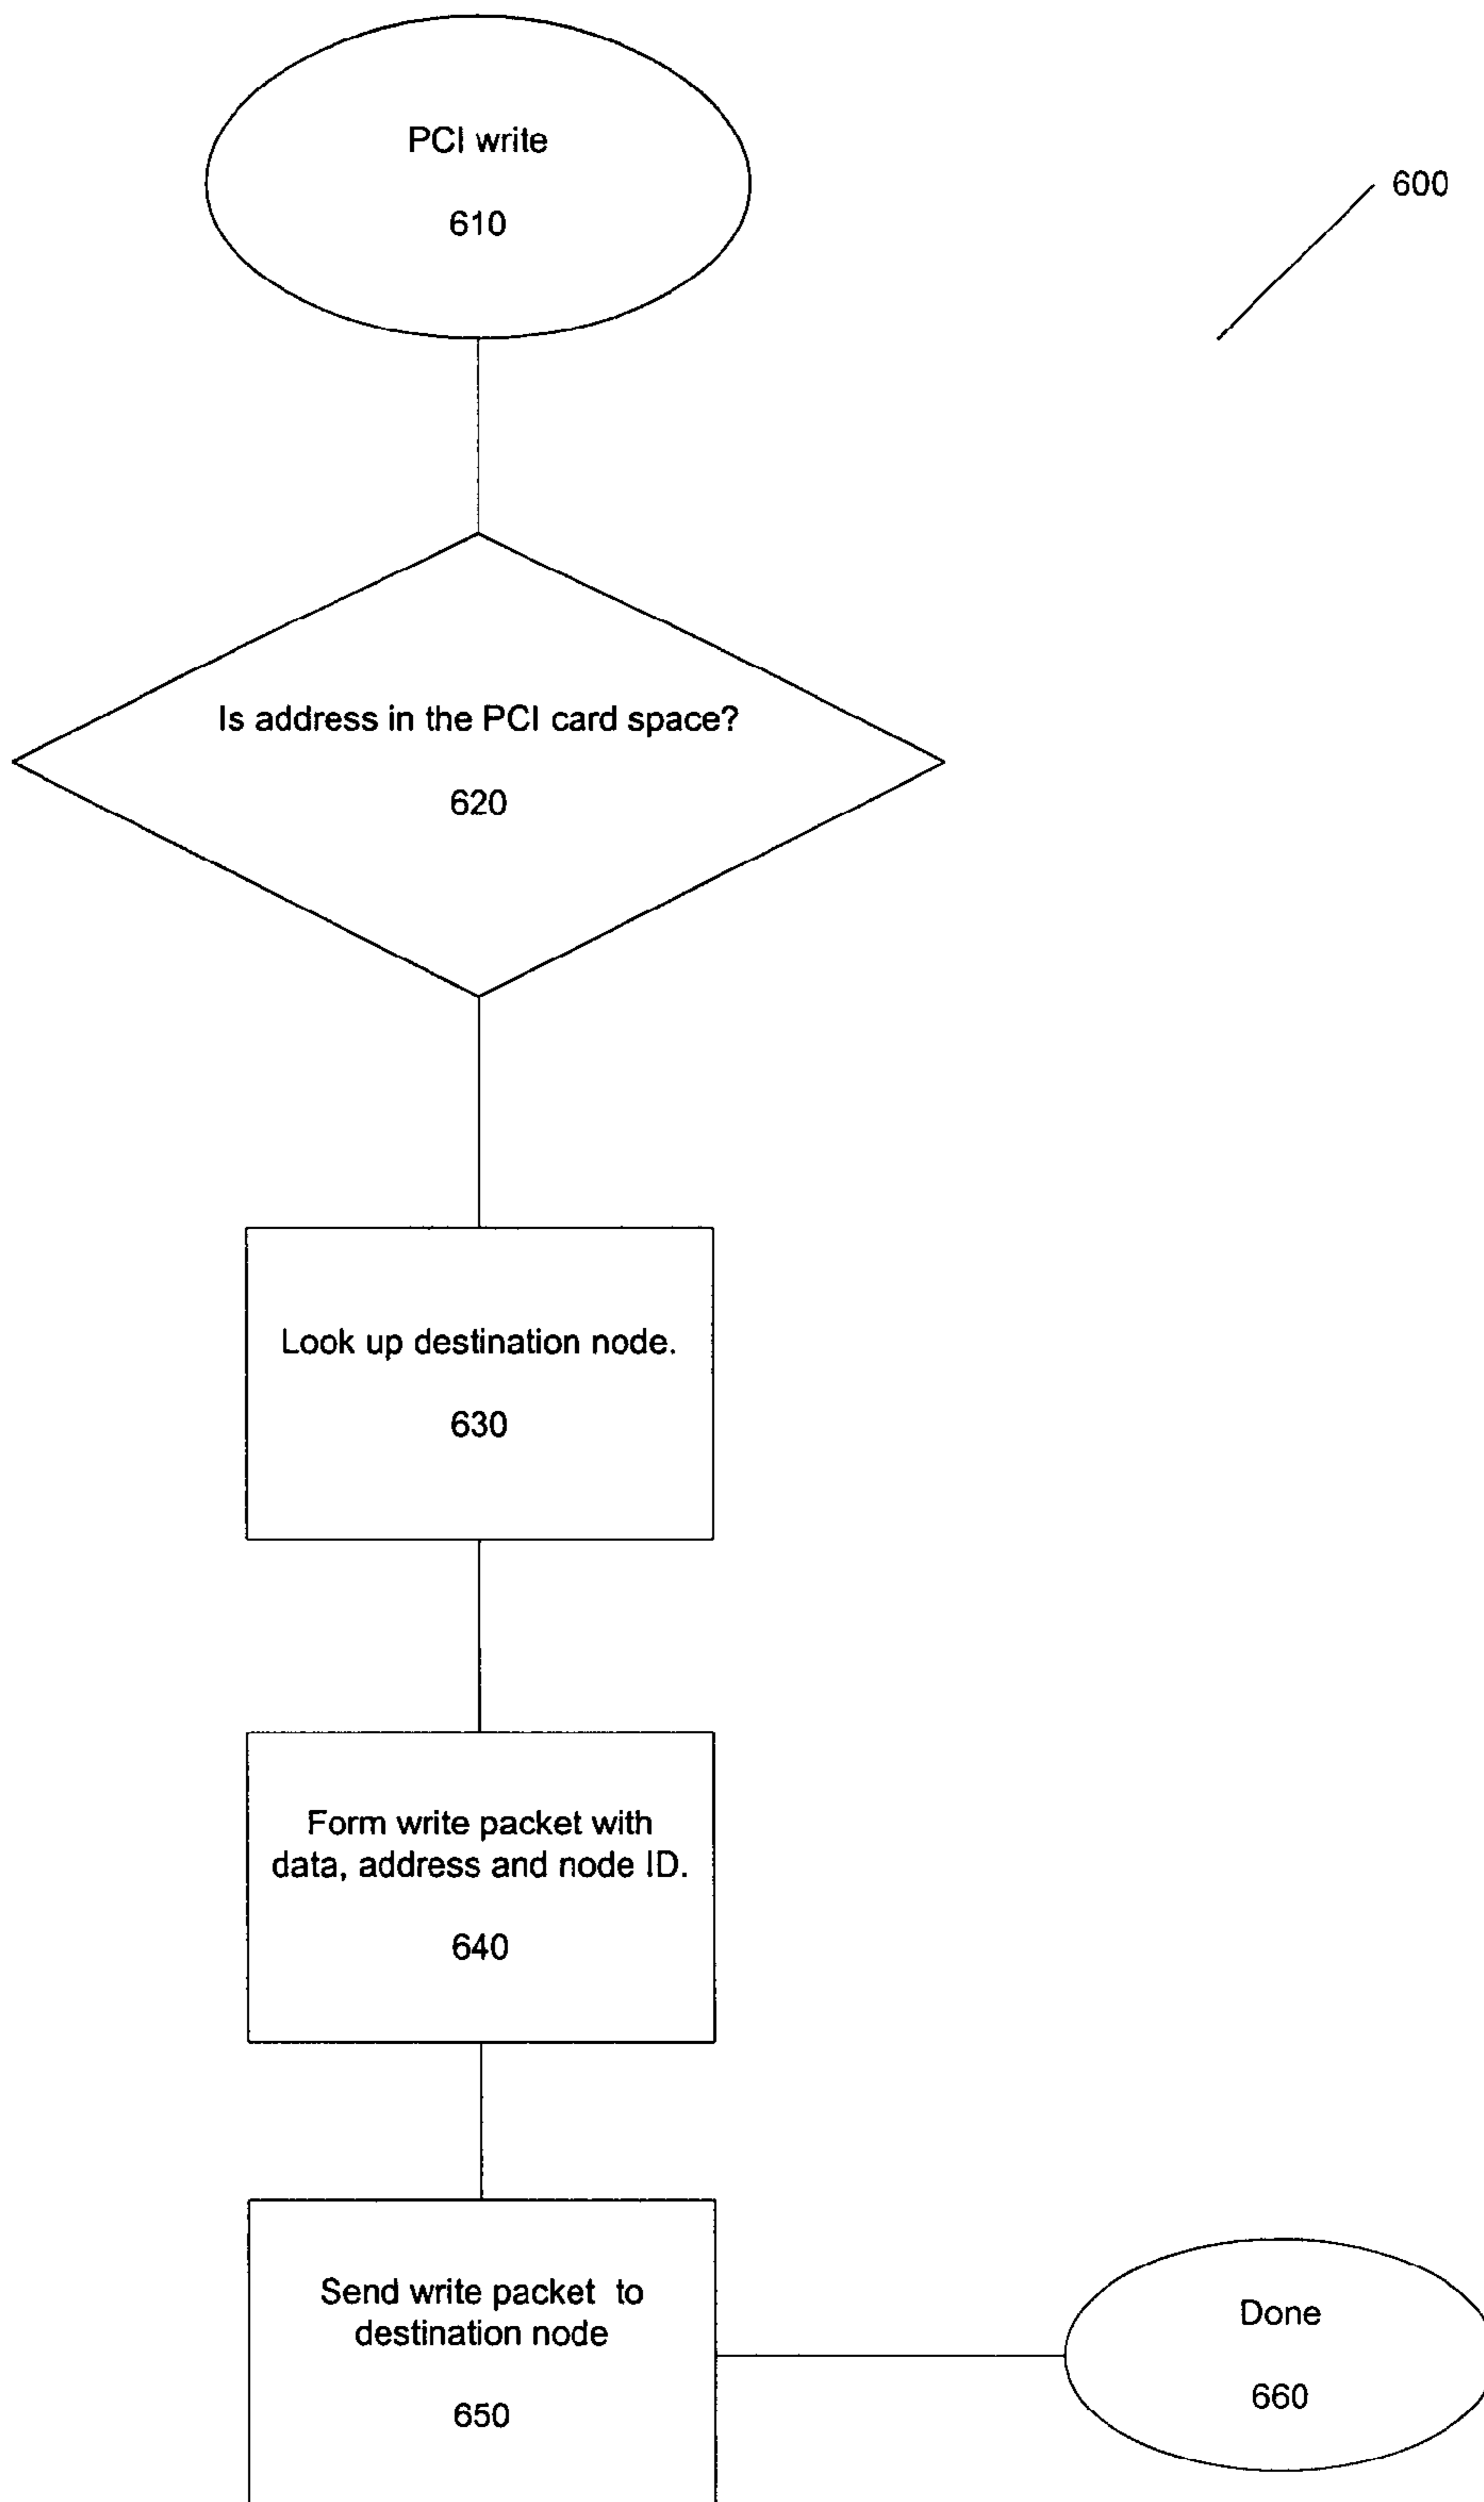 PCI write
610
600
Is address in the PCI card space?
620
Look up destination node.
630
Form write packet with
data, address and node ID.
640
Send write packet to
destination node
650
Done
660